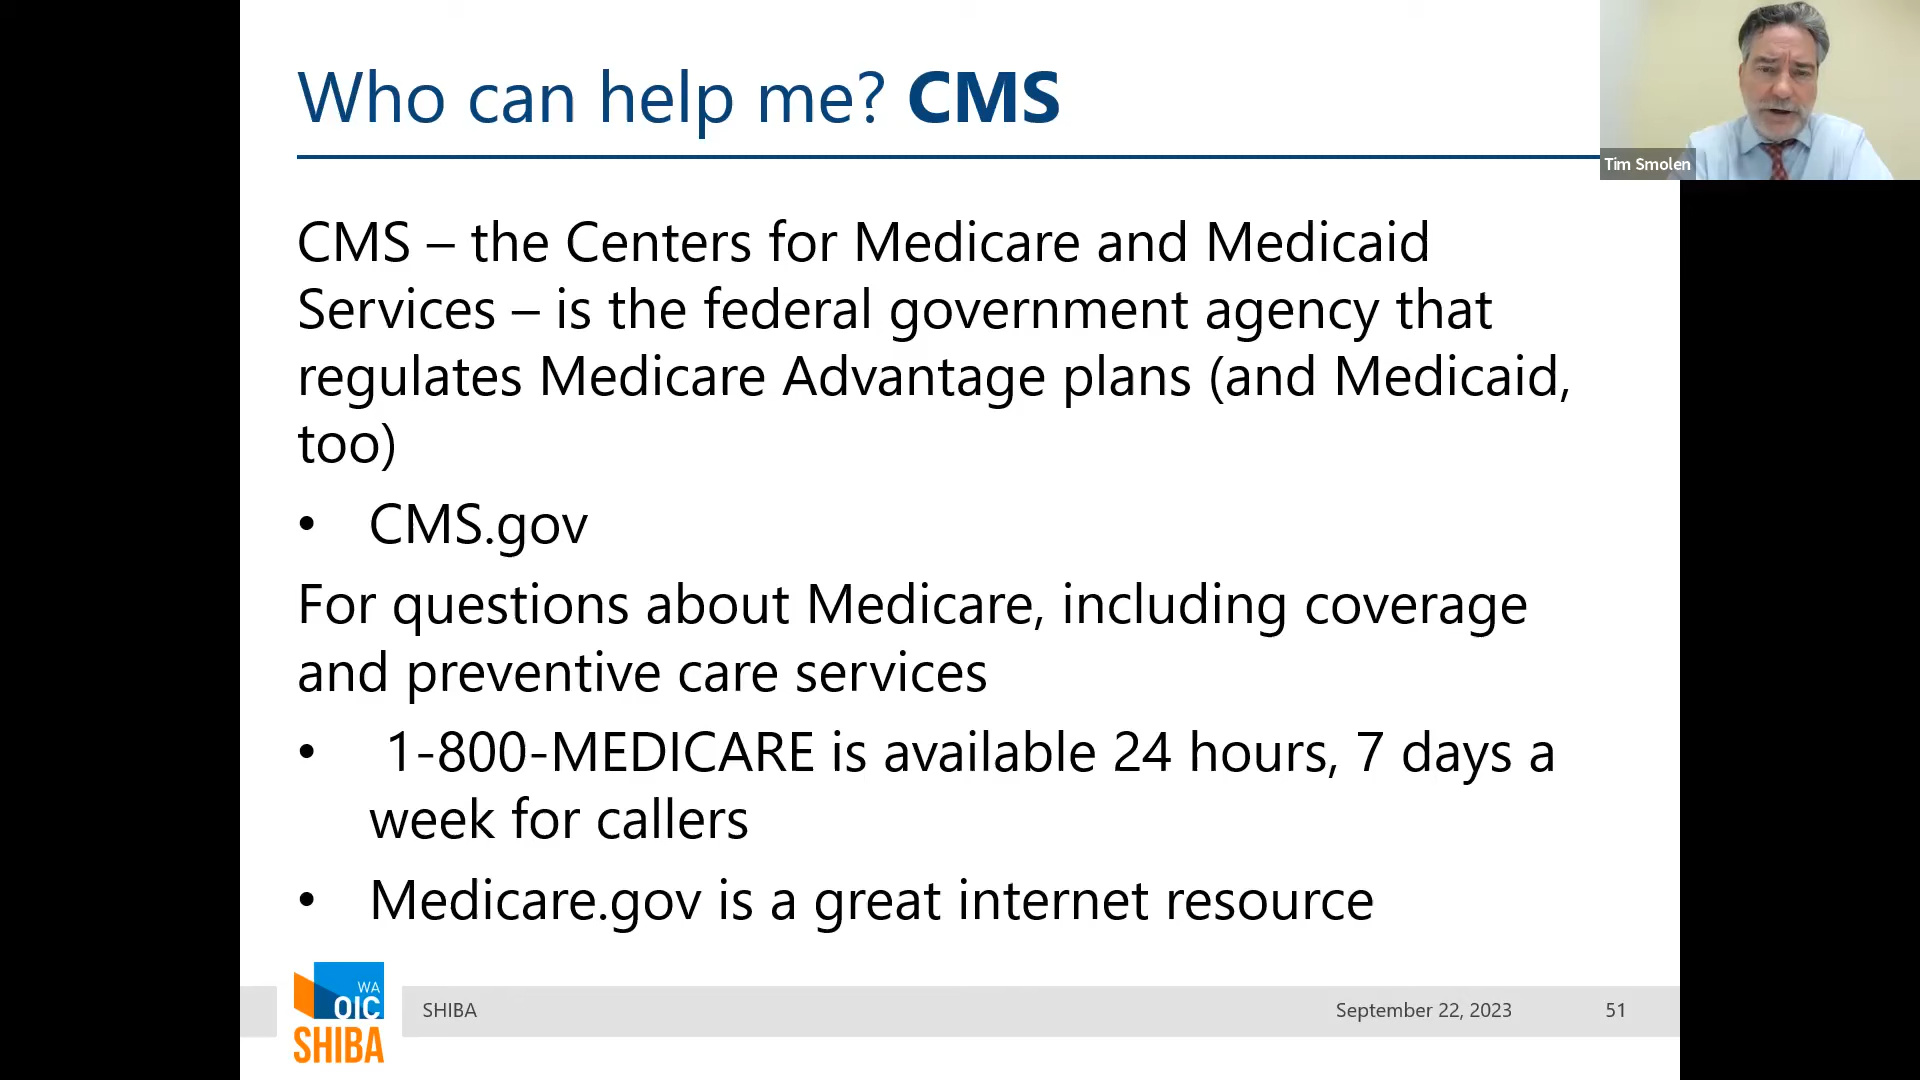 Who can help me? CMS
Tim Smolen
CMS – the Centers for Medicare and Medicaid
Services – is the federal government agency that
regulates Medicare Advantage plans (and Medicaid,
too)
• CMS.gov
For questions about Medicare, including coverage
and preventive care services
• 1-800-MEDICARE is available 24 hours, 7 days a
week for callers
• Medicare.gov is a great internet resource
WA
OIC
SHIBA
SHIBA
September 22, 2023
51